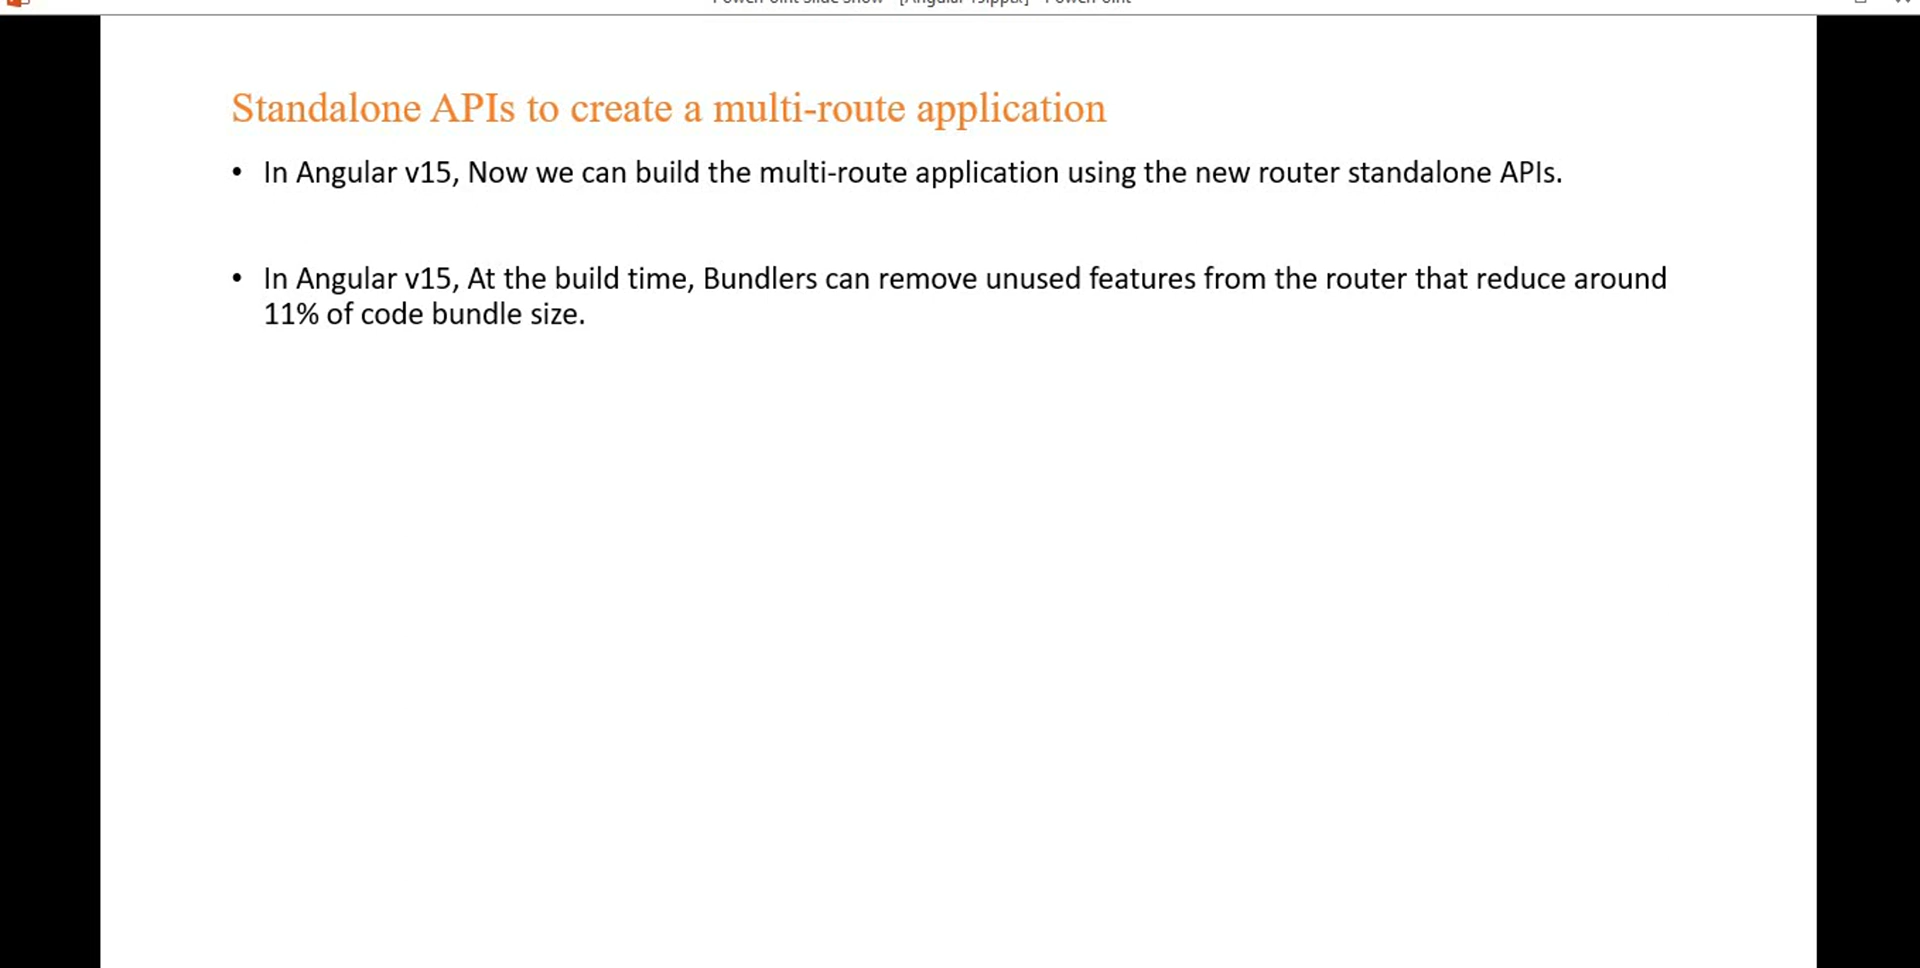 Standalone APIs to create a multi-route application
• In Angular v15, Now we can build the multi-route application using the new router standalone APIs.
• In Angular v15, At the build time, Bundlers can remove unused features from the router that reduce around
11% of code bundle size.